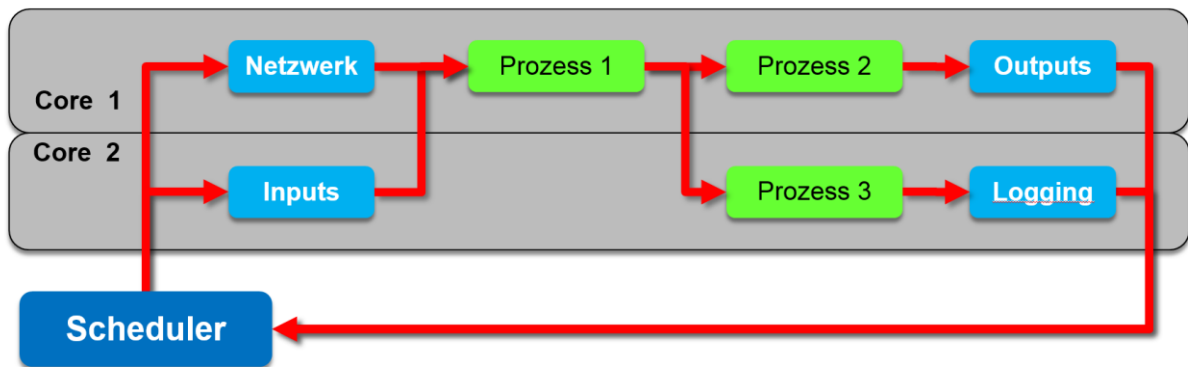 Core 1
Netzwerk
Prozess 1
Prozess 2
Outputs
Core 2
Inputs
Prozess 3
Logging
Scheduler